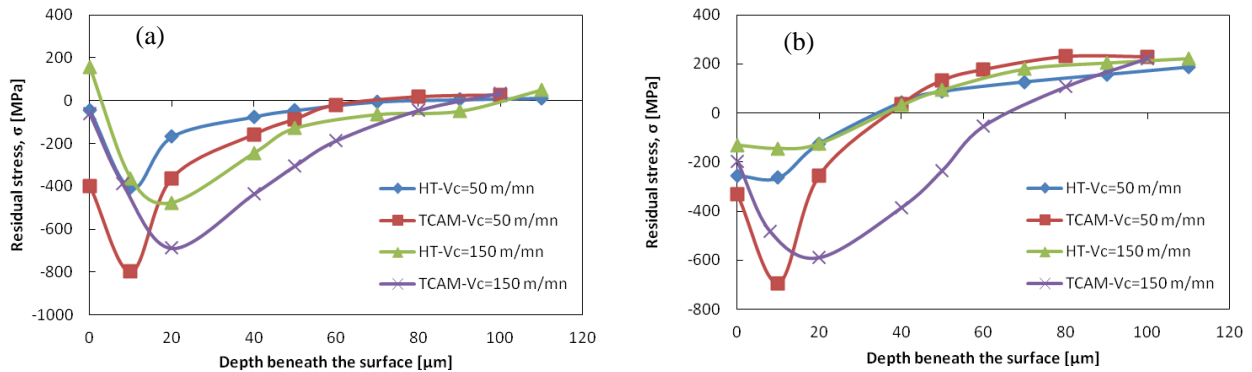 (a)
Residual stress, σ [MPa]
400
200
0
-200
-400
-600
-800
-1000
0 20 40 60 80 100 120
Depth beneath the surface [µm]
HT-Vc=50 m/mn
TCAM-Vc=50 m/mn
HT-Vc=150 m/mn
TCAM-Vc=150 m/mn
(b)
Residual stress, σ [MPa]
400
200
0
-200
-400
-600
-800
0 20 40 60 80 100 120
Depth beneath the surface [µm]
HT-Vc=50 m/mn
TCAM-Vc=50 m/mn
HT-Vc=150 m/mn
TCAM-Vc=150 m/mn